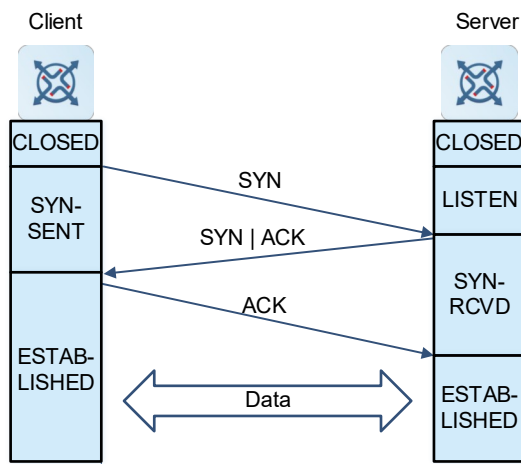 Client
Server
CLOSED
CLOSED
SYN
SYN-
SENT
LISTEN
SYN | ACK
SYN-
RCVD
ACK
ESTAB-
LISHED
Data
ESTAB-
LISHED